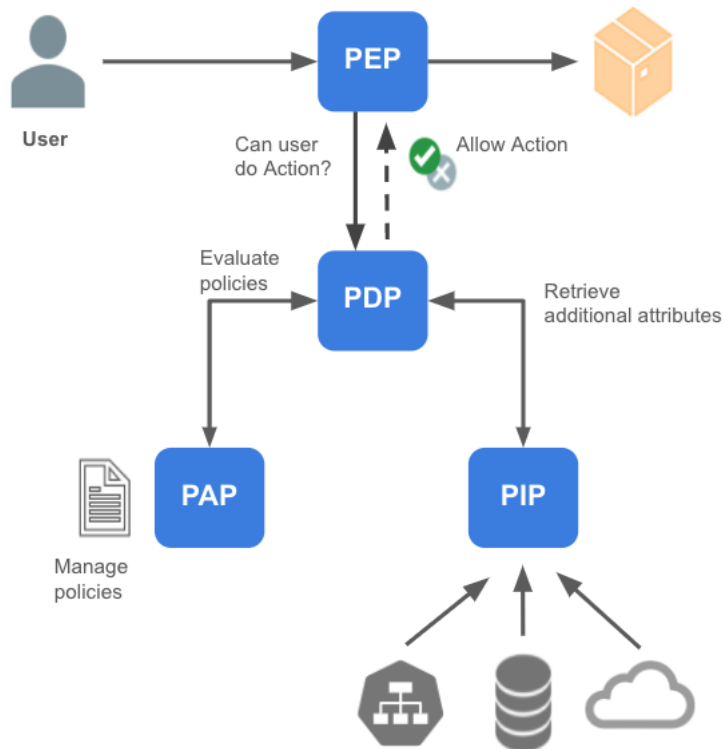 PEP
User
Can user
do Action?
Allow Action
Evaluate
policies
PDP
Retrieve
additional attributes
PAP
PIP
Manage
policies